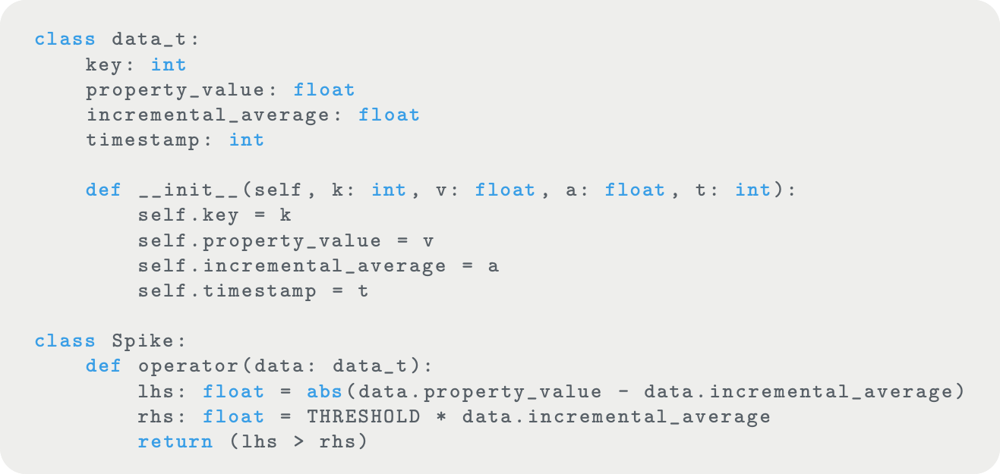 class data_t:
    key: int
    property_value: float
    incremental_average: float
    timestamp: int

    def __init__(self, k: int, v: float, a: float, t: int):
        self.key = k
        self.property_value = v
        self.incremental_average = a
        self.timestamp = t

class Spike:
    def operator(data: data_t):
        lhs: float = abs(data.property_value - data.incremental_average)
        rhs: float = THRESHOLD * data.incremental_average
        return (lhs > rhs)